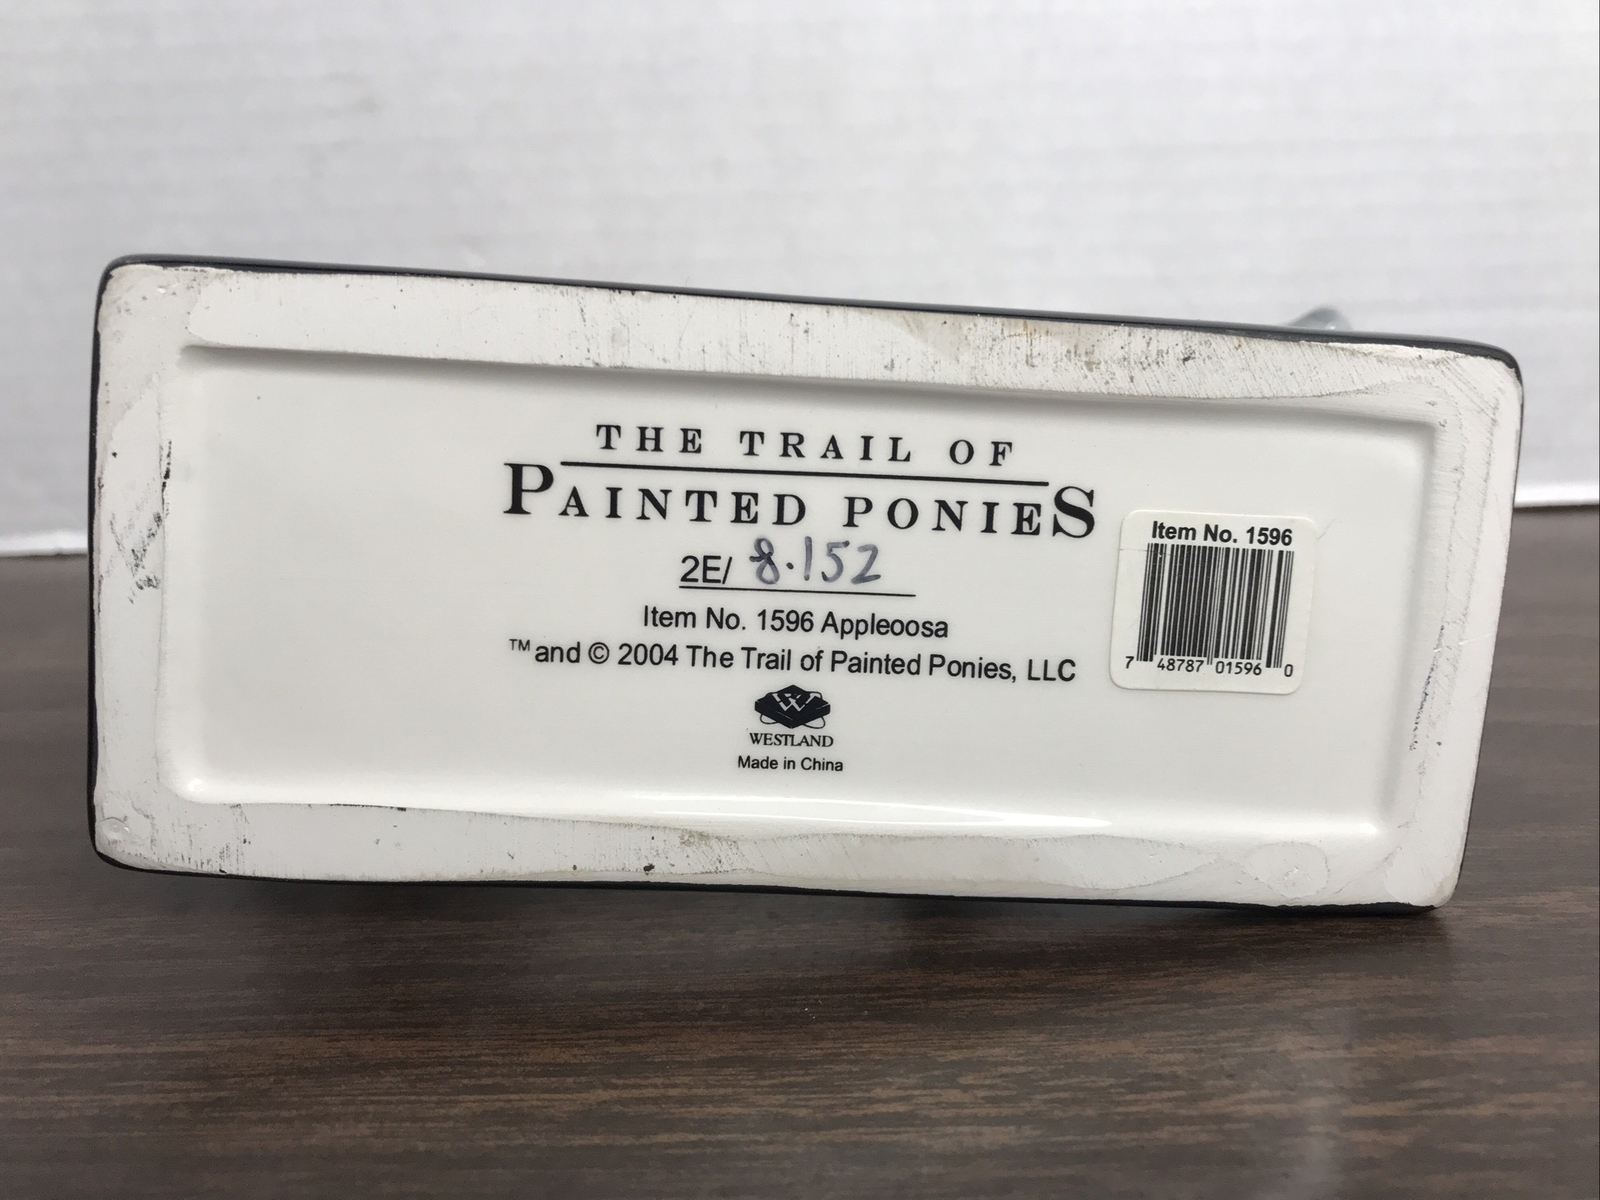 THE TRAIL OF
PAINTED PONIES
2E/ 8.152
Item No. 1596 Appleoosa
™ and © 2004 The Trail of Painted Ponies, LLC
W
WESTLAND
Made in China
Item No. 1596
7 48787 01596 0